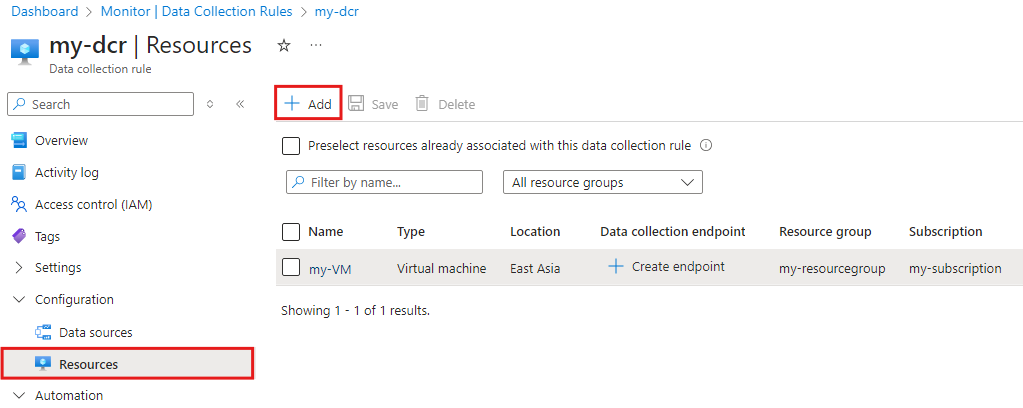 Dashboard > Monitor | Data Collection Rules > my-dcr
my-dcr | Resources
Data collection rule
Search
Add Save Delete
Overview
Activity log
Access control (IAM)
Tags
Settings
Configuration
Data sources
Resources
Automation
Preselect resources already associated with this data collection rule
Filter by name... All resource groups
Name Type Location Data collection endpoint Resource group Subscription
my-VM Virtual machine East Asia Create endpoint my-resourcegroup my-subscription
Showing 1 - 1 of 1 results.